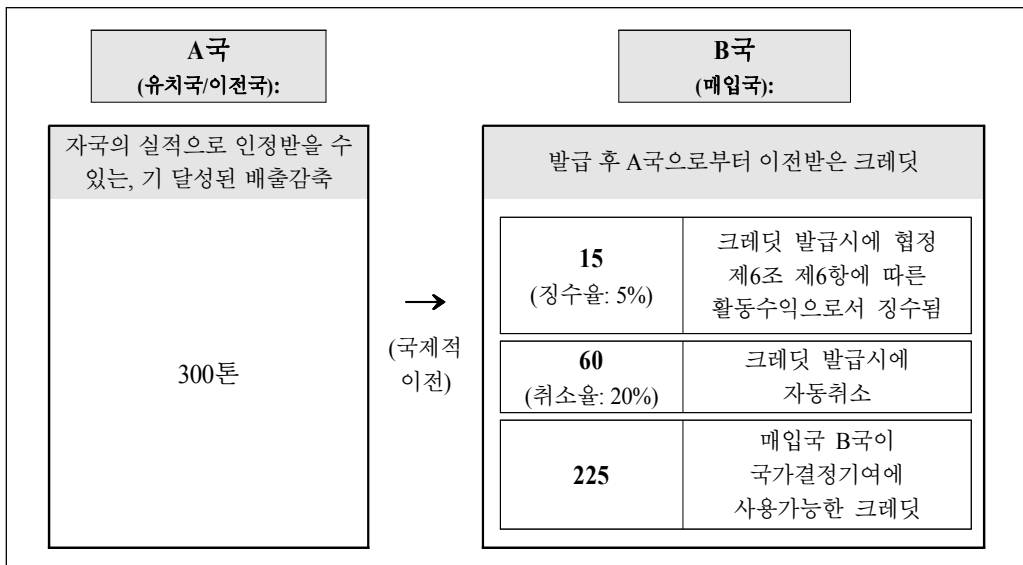 A국
(유치국/이전국):
B국
(매입국):
자국의 실적으로 인정받을 수
있는, 기 달성된 배출감축
300톤
→
(국제적
이전)
발급 후 A국으로부터 이전받은 크레딧
15
(징수율: 5%)
크레딧 발급시에 협정
제6조 제6항에 따른
활동수익으로서 징수됨
60
(취소율: 20%)
크레딧 발급시에
자동취소
225
매입국 B국이
국가결정기여에
사용가능한 크레딧